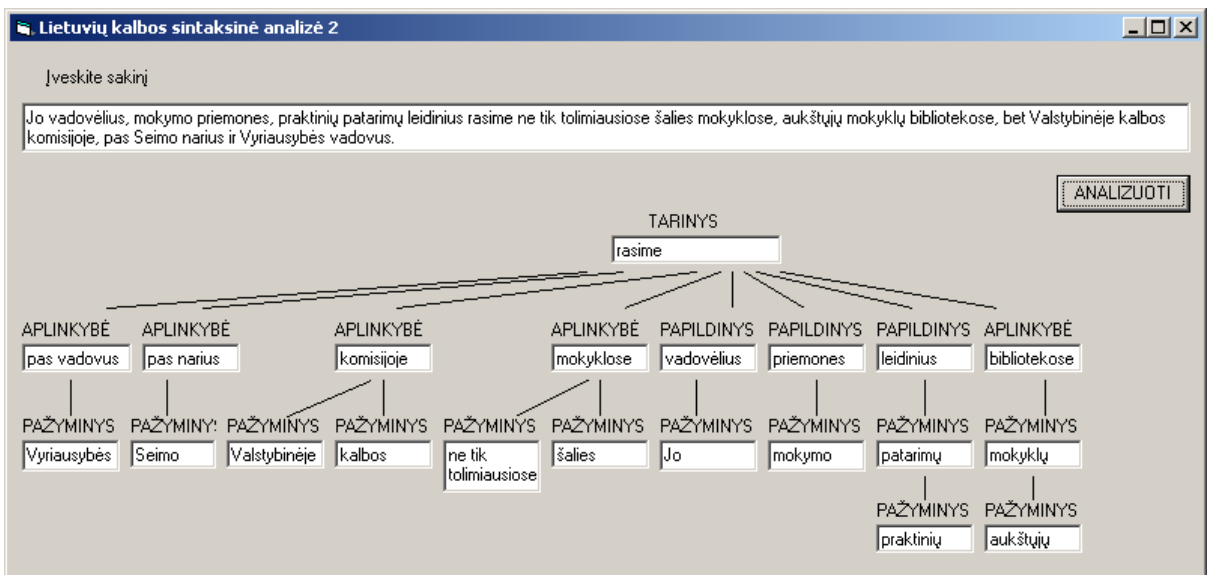 Lietuvių kalbos sintaksinė analizė 2
Įveskite sakinį
Jo vadovėlius, mokymo priemones, praktinių patarimų leidinius rasime ne tik tolimiausiose šalies mokyklose, aukštųjų mokyklų bibliotekose, bet Valstybinėje kalbos
komisijoje, pas Seimo narius ir Vyriausybės vadovus.
ANALIZUOTI
TARINYS
rasime
APLINKYBĖ APLINKYBĖ APLINKYBĖ APLINKYBĖ PAPILDINYS PAPILDINYS PAPILDINYS APLINKYBĖ
pas vadovus pas narius komisijoje mokyklose vadovėlius priemones leidinius bibliotekose
PAŽYMINYS PAŽYMINY PAŽYMINYS PAŽYMINYS PAŽYMINYS PAŽYMINYS PAŽYMINYS PAŽYMINYS PAŽYMINYS PAŽYMINYS
Vyriausybės Seimo Valstybinėje kalbos ne tik šalies Jo mokymo patarimų mokyklų
tolimiausiose
PAŽYMINYS PAŽYMINYS
praktinių aukštųjų